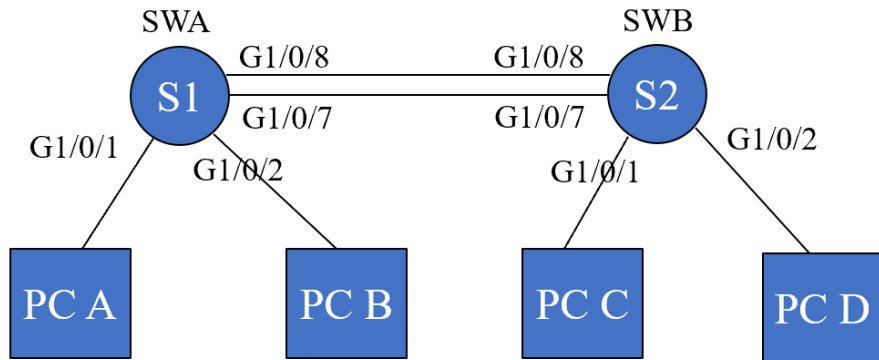 SWA
SWB
G1/0/8
G1/0/8
S1
S2
G1/0/7
G1/0/7
G1/0/1
G1/0/2
G1/0/2
G1/0/1
PC A
PC B
PC C
PC D